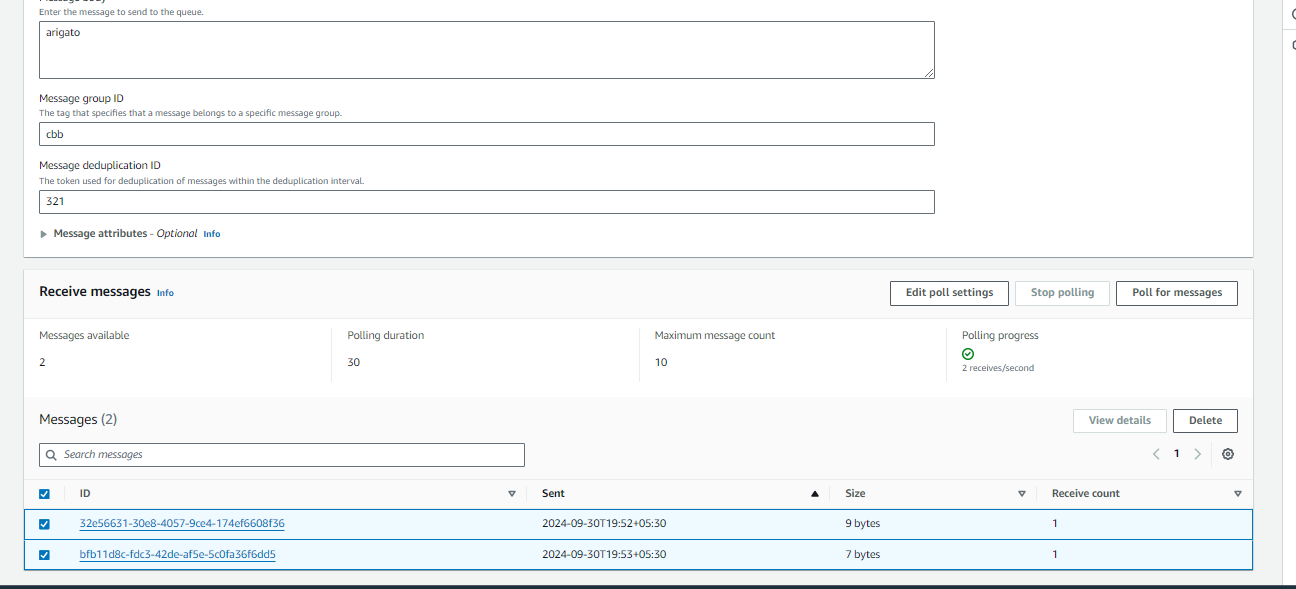 Message body
Enter the message to send to the queue.
arigato
Message group ID
The tag that specifies that a message belongs to a specific message group.
cbb
Message deduplication ID
The token used for deduplication of messages within the deduplication interval.
321
Message attributes - Optional Info
Receive messages Info
Edit poll settings
Stop polling
Poll for messages
Messages available
Polling duration
Maximum message count
Polling progress
2
30
10
2 receives/second
Messages (2)
View details
Delete
Search messages
1
ID Sent Size Receive count
32e56631-30e8-4057-9ce4-174ef6608f36 2024-09-30T19:52+05:30 9 bytes 1
bfb11d8c-fdc3-42de-af5e-5c0fa36f6dd5 2024-09-30T19:53+05:30 7 bytes 1